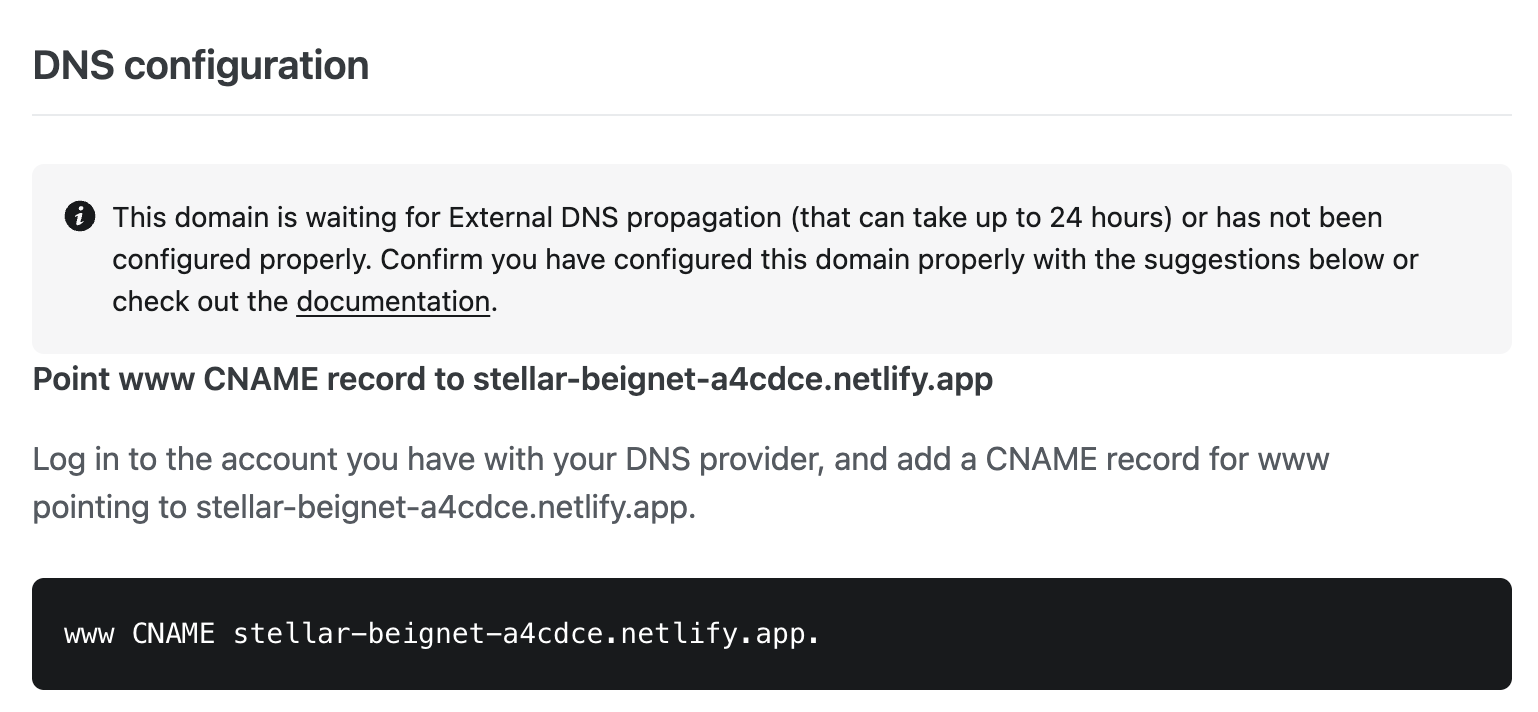 DNS configuration
This domain is waiting for External DNS propagation (that can take up to 24 hours) or has not been
configured properly. Confirm you have configured this domain properly with the suggestions below or
check out the documentation.
Point www CNAME record to stellar-beignet-a4cdce.netlify.app
Log in to the account you have with your DNS provider, and add a CNAME record for www
pointing to stellar-beignet-a4cdce.netlify.app.
www CNAME stellar-beignet-a4cdce.netlify.app.